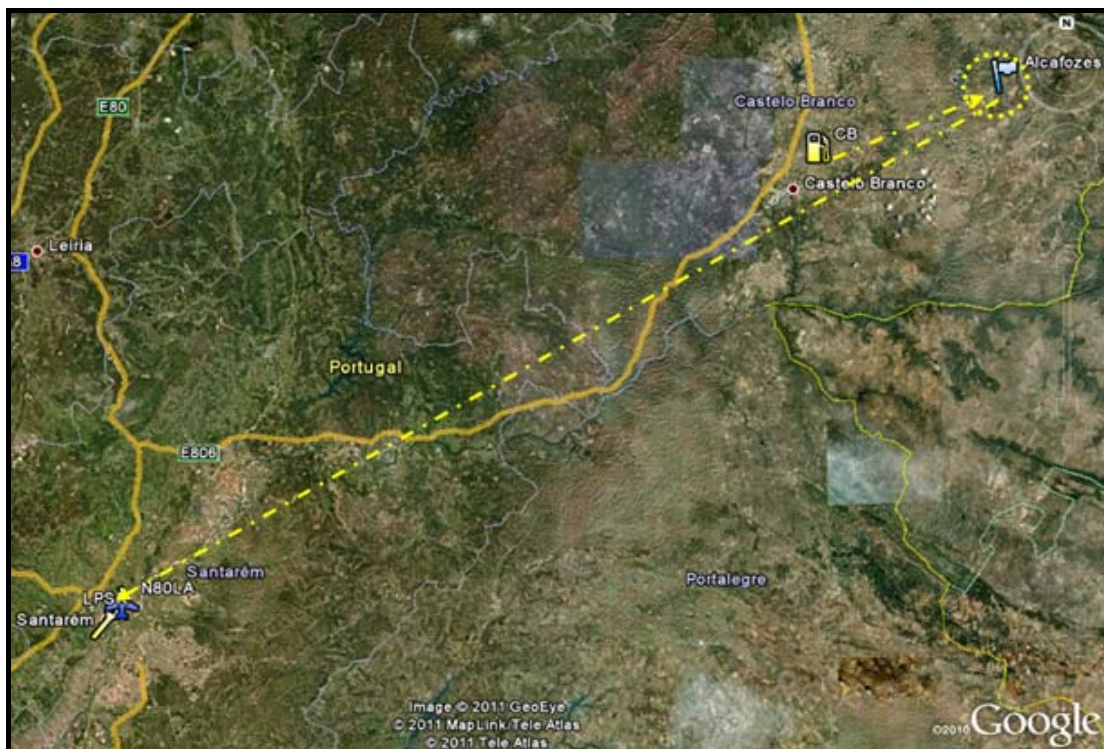 N
Alcafozes
E80
Castelo Branco
CB
Castelo Branco
Leiria
Portugal
E806
N80LA
Santarém
LPS
Santarém
Portalegre
Image © 2011 GeoEye
© 2011 MapLink/Tele Atlas
© 2011 Tele Atlas
©2010 Google